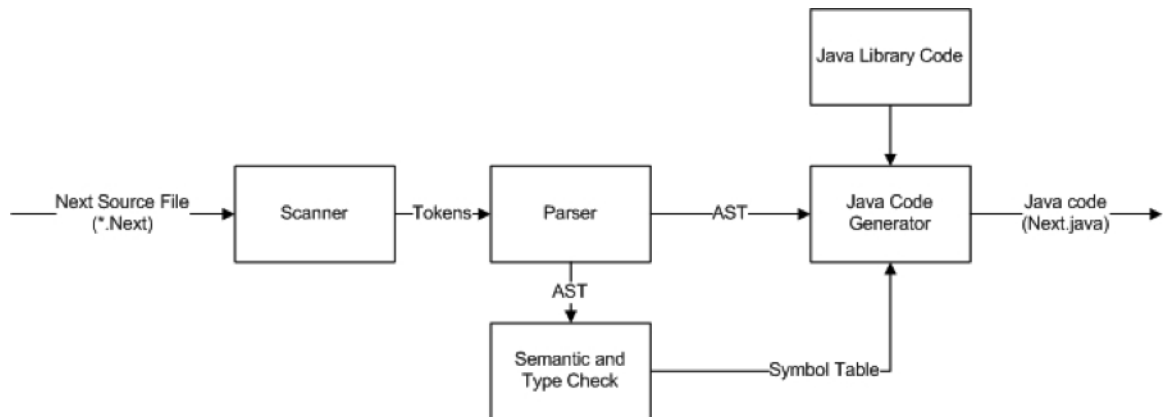 Java Library Code
Next Source File
(*.Next)
Scanner
Tokens
Parser
AST
Java Code
Generator
Java code
(Next.java)
AST
Semantic and
Type Check
Symbol Table